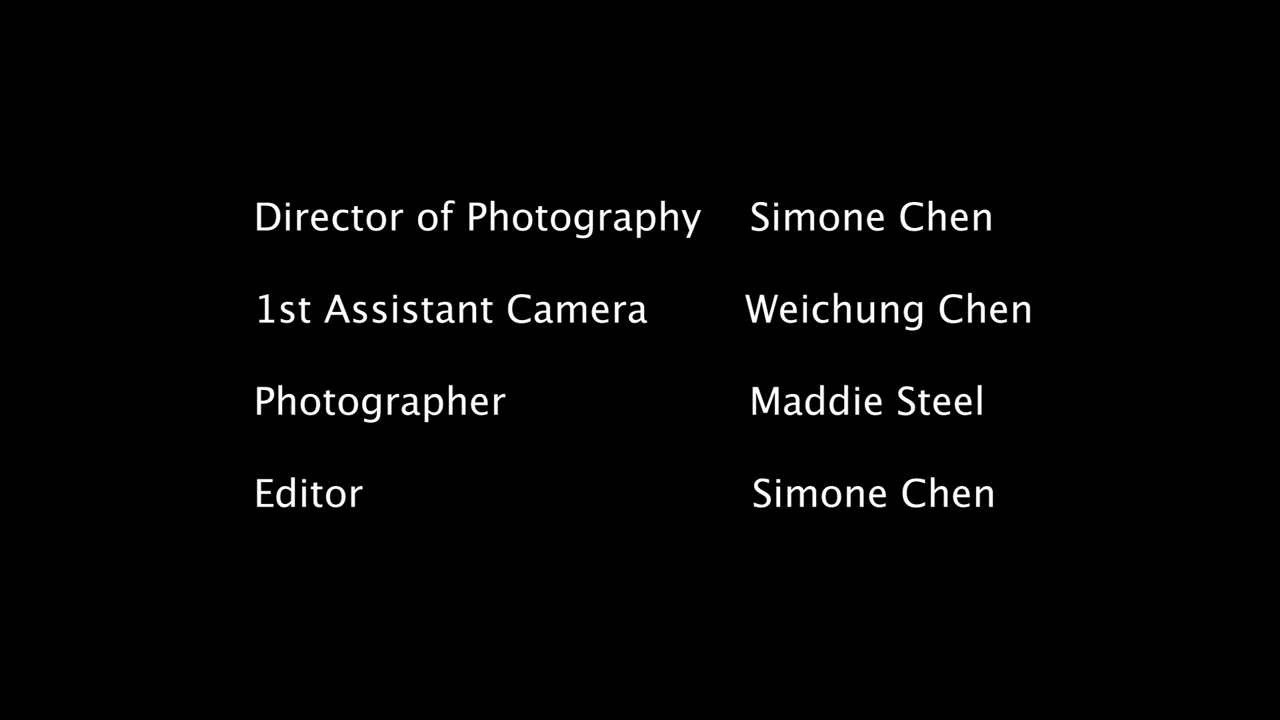 Director of Photography Simone Chen
1st Assistant Camera Weichung Chen
Photographer Maddie Steel
Editor Simone Chen